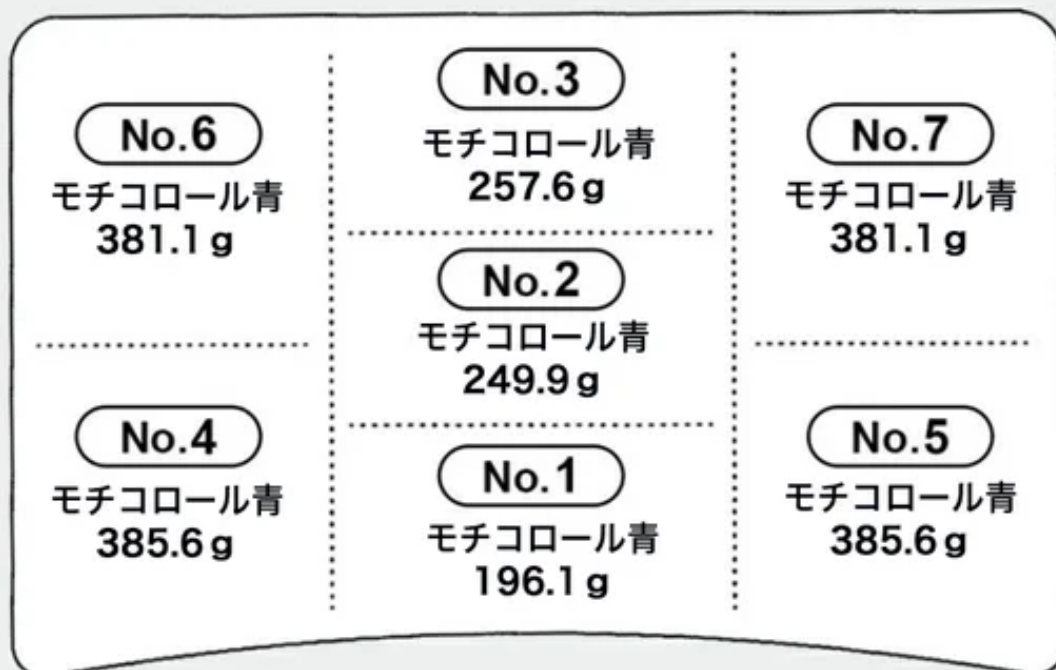 No.6
モチコロール青
381.1g
No.3
モチコロール青
257.6g
No.7
モチコロール青
381.1g
No.2
モチコロール青
249.9g
No.4
モチコロール青
385.6g
No.1
モチコロール青
196.1g
No.5
モチコロール青
385.6g